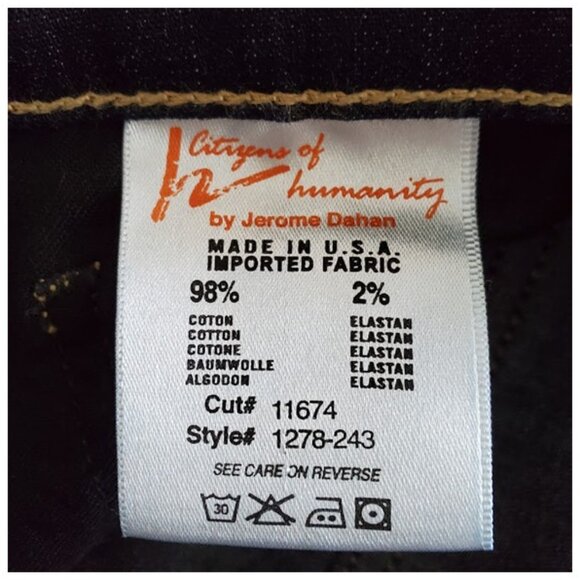 Citizens of
h humanity
by Jerome Dahan
MADE IN U.S.A.
IMPORTED FABRIC
98% 2%
COTON ELASTAN
COTTON ELASTAN
COTONE ELASTAN
BAUMWOLLE ELASTAN
ALGODON ELASTAN
Cut# 11674
Style# 1278-243
SEE CARE ON REVERSE
30